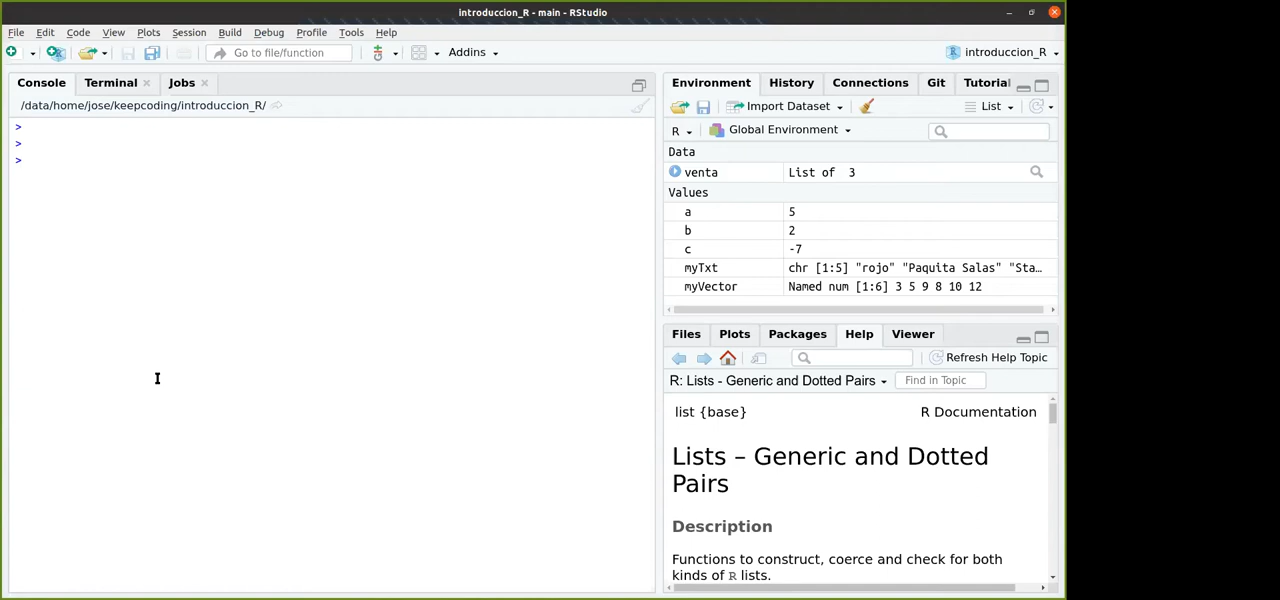 introduccion_R - main - RStudio
File Edit Code View Plots Session Build Debug Profile Tools Help
Go to file/function Addins introduccion_R
Console Terminal Jobs
/data/home/jose/keepcoding/introduccion_R/
>
>
>
Environment History Connections Git Tutorial
Import Dataset List
R Global Environment
Data
venta List of 3
Values
a 5
b 2
c -7
myTxt chr [1:5] "rojo" "Paquita Salas" "Sta…
myVector Named num [1:6] 3 5 9 8 10 12
Files Plots Packages Help Viewer
Refresh Help Topic
R: Lists - Generic and Dotted Pairs Find in Topic
list {base} R Documentation
Lists – Generic and Dotted
Pairs
Description
Functions to construct, coerce and check for both
kinds of R lists.